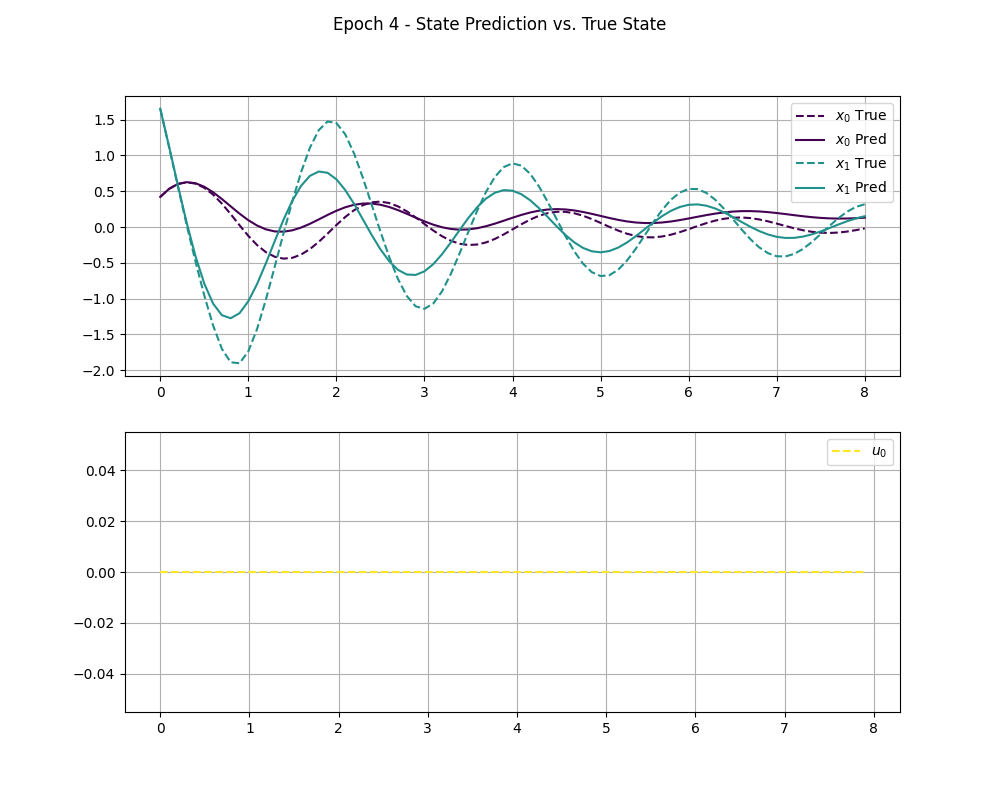 Epoch 4 - State Prediction vs. True State
1.5
1.0
0.5
0.0
−0.5
−1.0
−1.5
−2.0
x₀ True
x₀ Pred
x₁ True
x₁ Pred
0 1 2 3 4 5 6 7 8
0.04
0.02
0.00
−0.02
−0.04
u₀
0 1 2 3 4 5 6 7 8